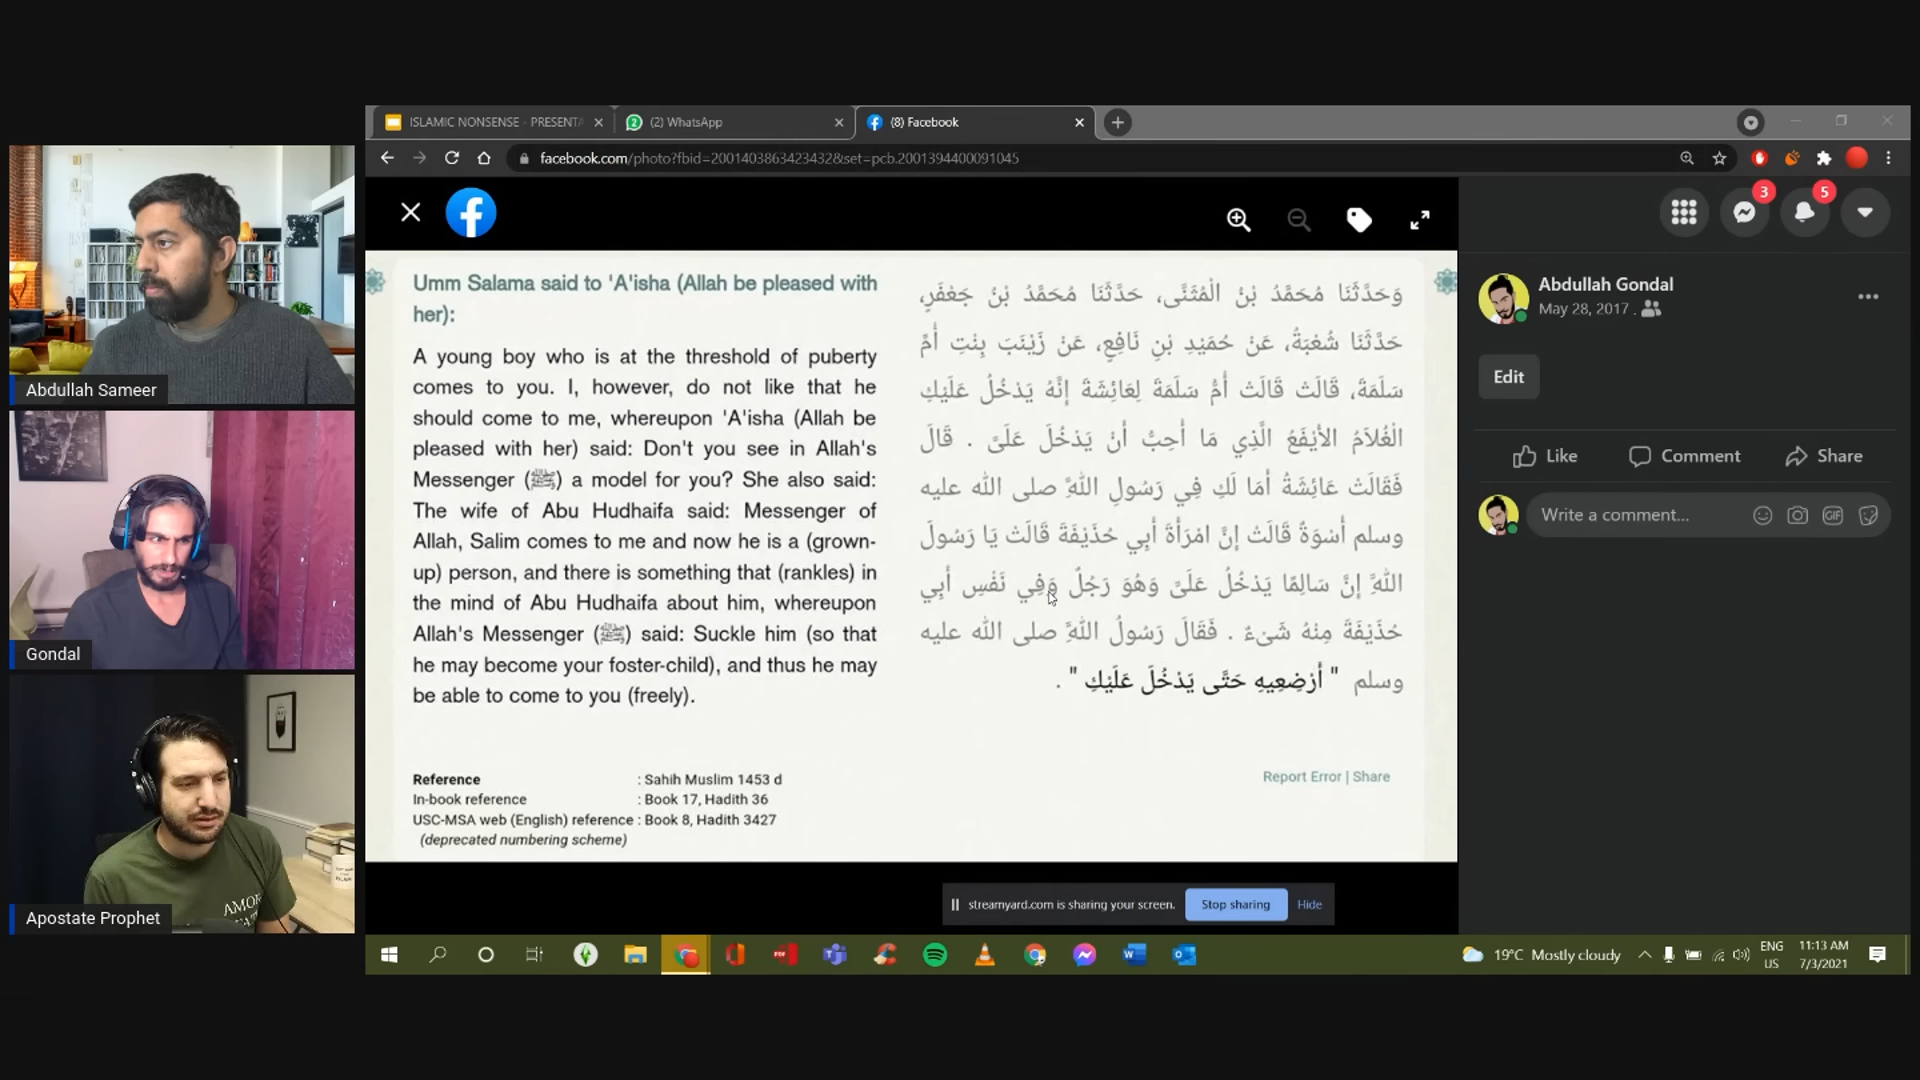 ISLAMIC NONSENSE - PRESENTA
(2) WhatsApp
(8) Facebook
facebook.com/photo?fbid=2001403863423432&set=pcb.2001394400091045
3
5
Umm Salama said to 'A'isha (Allah be pleased with
her):
A young boy who is at the threshold of puberty
comes to you. I, however, do not like that he
should come to me, whereupon 'A'isha (Allah be
pleased with her) said: Don't you see in Allah's
Messenger (ﷺ) a model for you? She also said:
The wife of Abu Hudhaifa said: Messenger of
Allah, Salim comes to me and now he is a (grown-
up) person, and there is something that (rankles) in
the mind of Abu Hudhaifa about him, whereupon
Allah's Messenger (ﷺ) said: Suckle him (so that
he may become your foster-child), and thus he may
be able to come to you (freely).
وَحَدَّثَنَا مُحَمَّدُ بْنُ الْمُثَنَّى، حَدَّثَنَا مُحَمَّدُ بْنُ جَعْفَرٍ،
حَدَّثَنَا شُعْبَةُ، عَنْ حُمَيْدِ بْنِ نَافِعٍ، عَنْ زَيْنَبَ بِنْتِ أُمِّ
سَلَمَةَ، قَالَتْ قَالَتْ أُمُّ سَلَمَةَ لِعَائِشَةَ إِنَّهُ يَدْخُلُ عَلَيْكِ
الْغُلاَمُ الأَيْفَعُ الَّذِي مَا أُحِبُّ أَنْ يَدْخُلَ عَلَىَّ ‏.‏ قَالَ
فَقَالَتْ عَائِشَةُ أَمَا لَكِ فِي رَسُولِ اللَّهِ صلى الله عليه
وسلم أُسْوَةٌ قَالَتْ إِنَّ امْرَأَةَ أَبِي حُذَيْفَةَ قَالَتْ يَا رَسُولَ
اللَّهِ إِنَّ سَالِمًا يَدْخُلُ عَلَىَّ وَهُوَ رَجُلٌ وَفِي نَفْسِ أَبِي
حُذَيْفَةَ مِنْهُ شَىْءٌ ‏.‏ فَقَالَ رَسُولُ اللَّهِ صلى الله عليه
وسلم ‏"‏ أَرْضِعِيهِ حَتَّى يَدْخُلَ عَلَيْكِ ‏"‏ ‏.‏
Reference : Sahih Muslim 1453 d
In-book reference : Book 17, Hadith 36
USC-MSA web (English) reference : Book 8, Hadith 3427
(deprecated numbering scheme)
Report Error | Share
Abdullah Gondal
May 28, 2017 .
Edit
Like
Comment
Share
Write a comment...
GIF
Abdullah Sameer
Gondal
Apostate Prophet
streamyard.com is sharing your screen.
Stop sharing
Hide
19°C Mostly cloudy
ENG
US
11:13 AM
7/3/2021